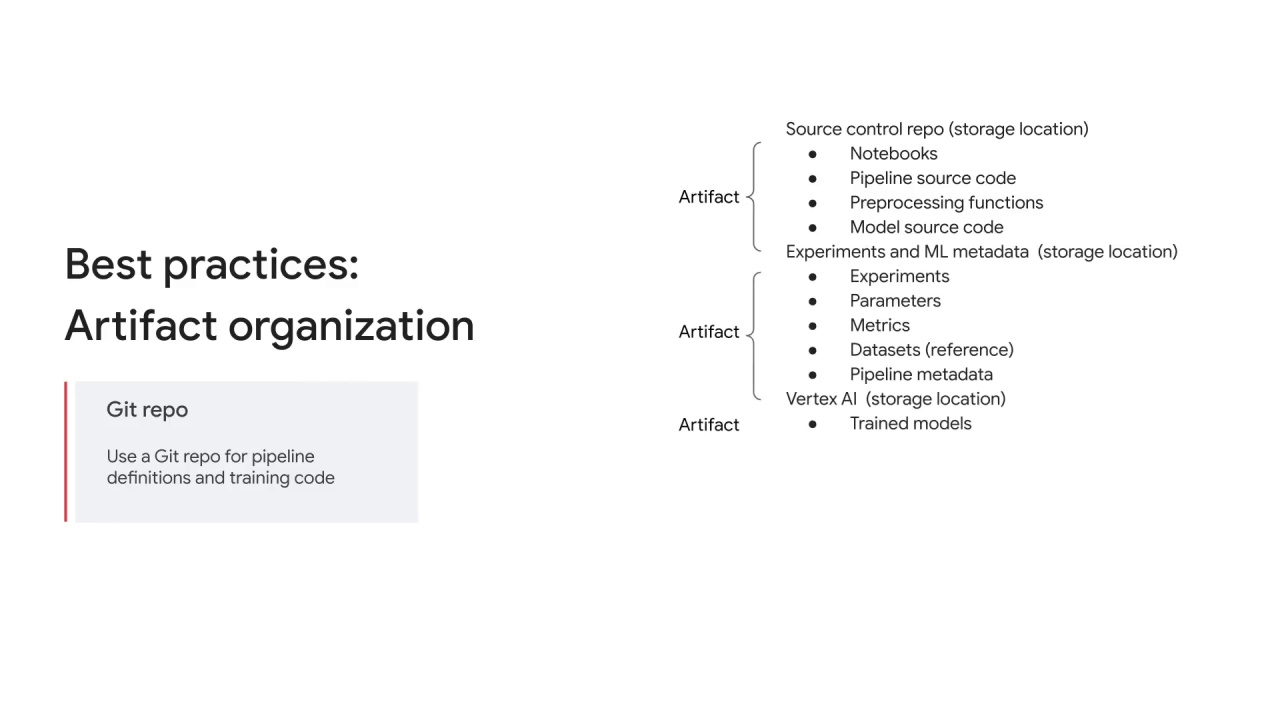 Best practices:
Artifact organization
Git repo
Use a Git repo for pipeline
definitions and training code
Source control repo (storage location)
Artifact
● Notebooks
● Pipeline source code
● Preprocessing functions
● Model source code
Experiments and ML metadata (storage location)
Artifact
● Experiments
● Parameters
● Metrics
● Datasets (reference)
● Pipeline metadata
Vertex AI (storage location)
Artifact
● Trained models